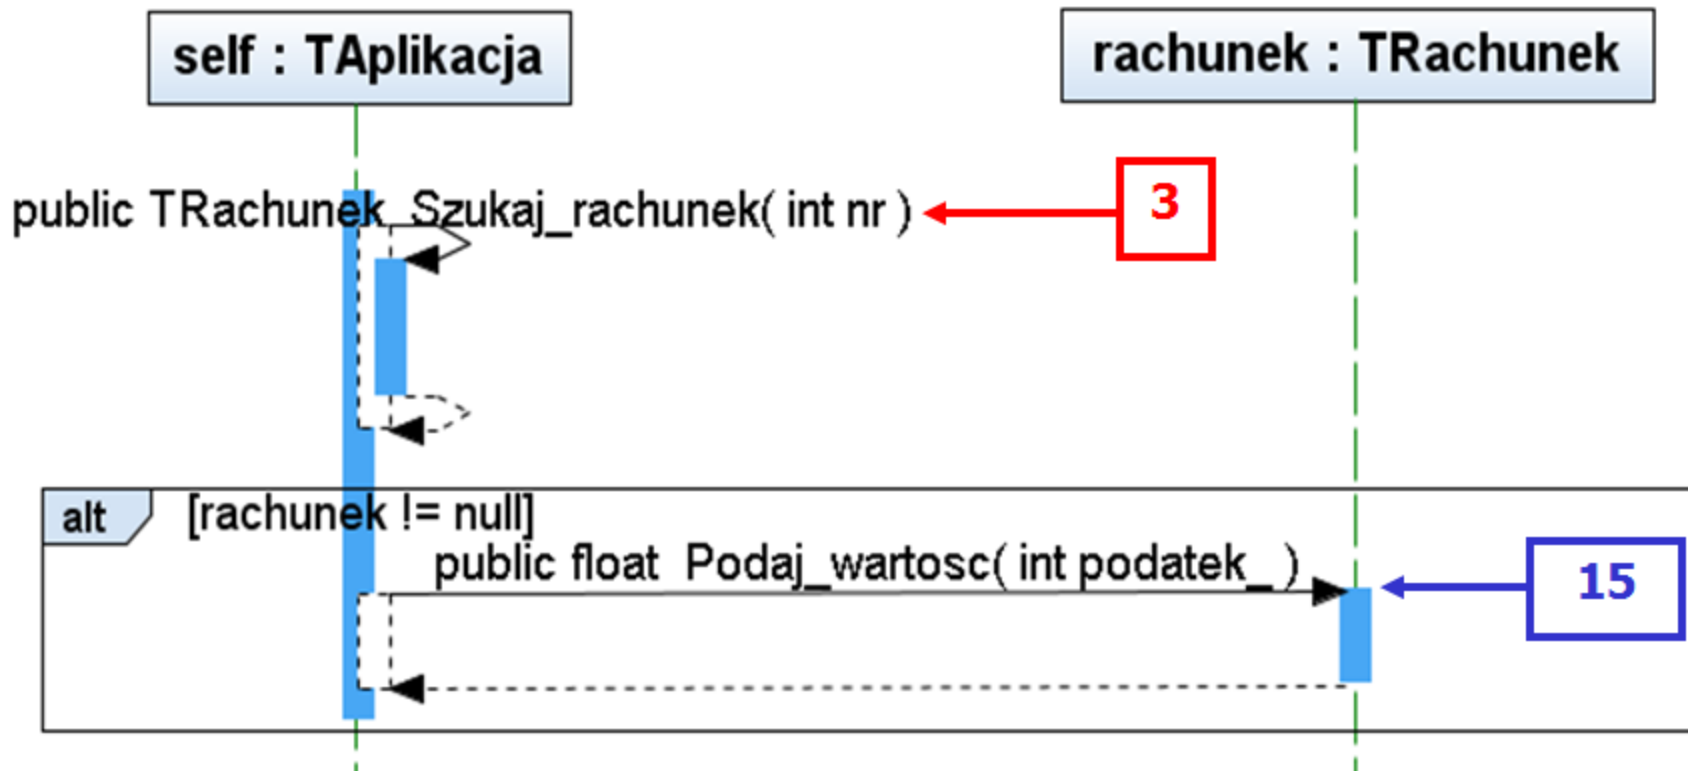 self : TAplikacja
rachunek : TRachunek
public TRachunek Szukaj_rachunek( int nr )
3
alt
[rachunek != null]
public float Podaj_wartosc( int podatek_ )
15